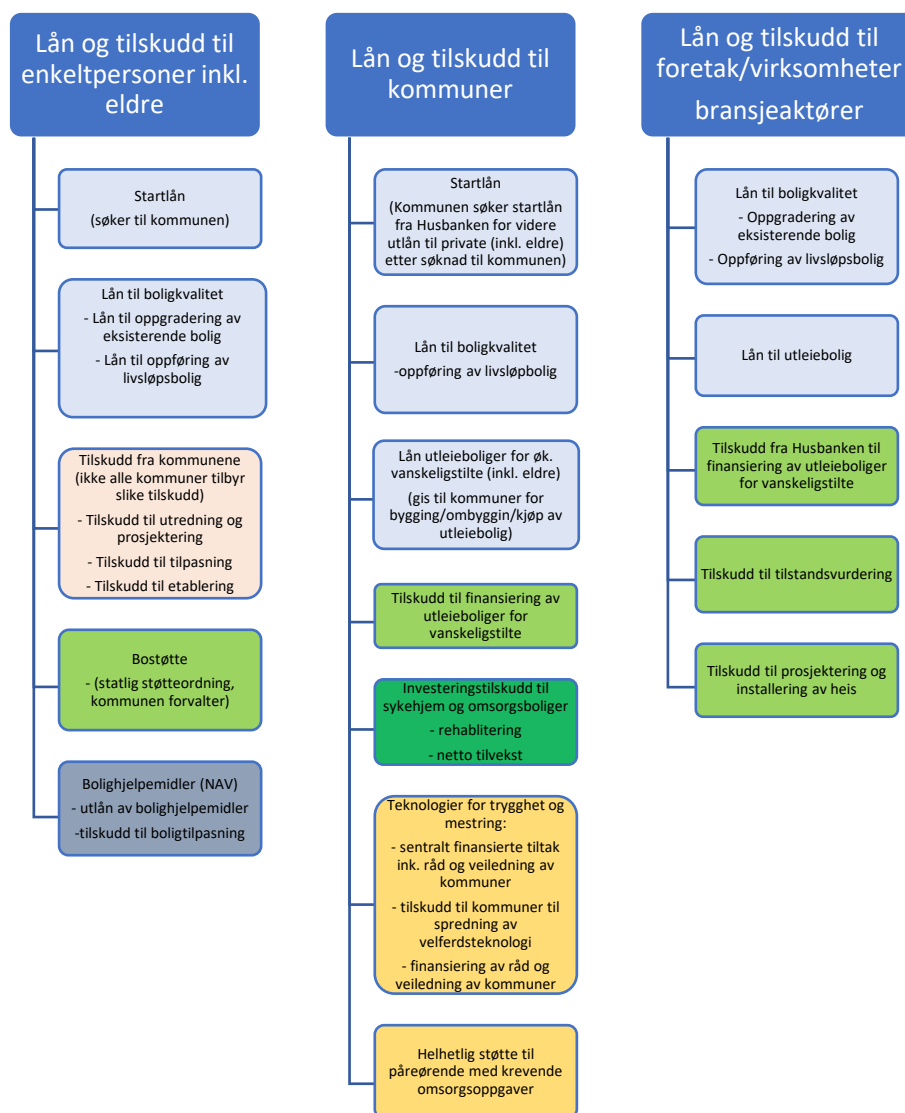 Lån og tilskudd til
enkeltpersoner inkl.
eldre
Startlån
(søker til kommunen)
Lån til boligkvalitet
- Lån til oppgradering av
eksisterende bolig
- Lån til oppføring av
livsløpsbolig
Tilskudd fra kommunene
(ikke alle kommuner tilbyr
slike tilskudd)
- Tilskudd til utredning og
prosjektering
- Tilskudd til tilpasning
- Tilskudd til etablering
Bostøtte
- (statlig støtteordning,
kommunen forvalter)
Bolighjelpemidler (NAV)
- utlån av bolighjelpemidler
-tilskudd til boligtilpasning
Lån og tilskudd til
kommuner
Startlån
(Kommunen søker startlån
fra Husbanken for videre
utlån til private (inkl. eldre)
etter søknad til kommunen)
Lån til boligkvalitet
-oppføring av livsløpbolig
Lån utleieboliger for øk.
vanskeligstilte (inkl. eldre)
(gis til kommuner for
bygging/ombyggin/kjøp av
utleiebolig)
Tilskudd til finansiering av
utleieboliger for
vanskeligstilte
Investeringstilskudd til
sykehjem og omsorgsboliger
- rehablitering
- netto tilvekst
Teknologier for trygghet og
mestring:
- sentralt finansierte tiltak
ink. råd og veiledning av
kommuner
- tilskudd til kommuner til
spredning av
velferdsteknologi
- finansiering av råd og
veiledning av kommuner
Helhetlig støtte til
påreørende med krevende
omsorgsoppgaver
Lån og tilskudd til
foretak/virksomheter
bransjeaktører
Lån til boligkvalitet
- Oppgradering av
eksisterende bolig
- Oppføring av livsløpsbolig
Lån til utleiebolig
Tilskudd fra Husbanken til
finansiering av utleieboliger
for vanskeligstilte
Tilskudd til tilstandsvurdering
Tilskudd til prosjektering og
installering av heis